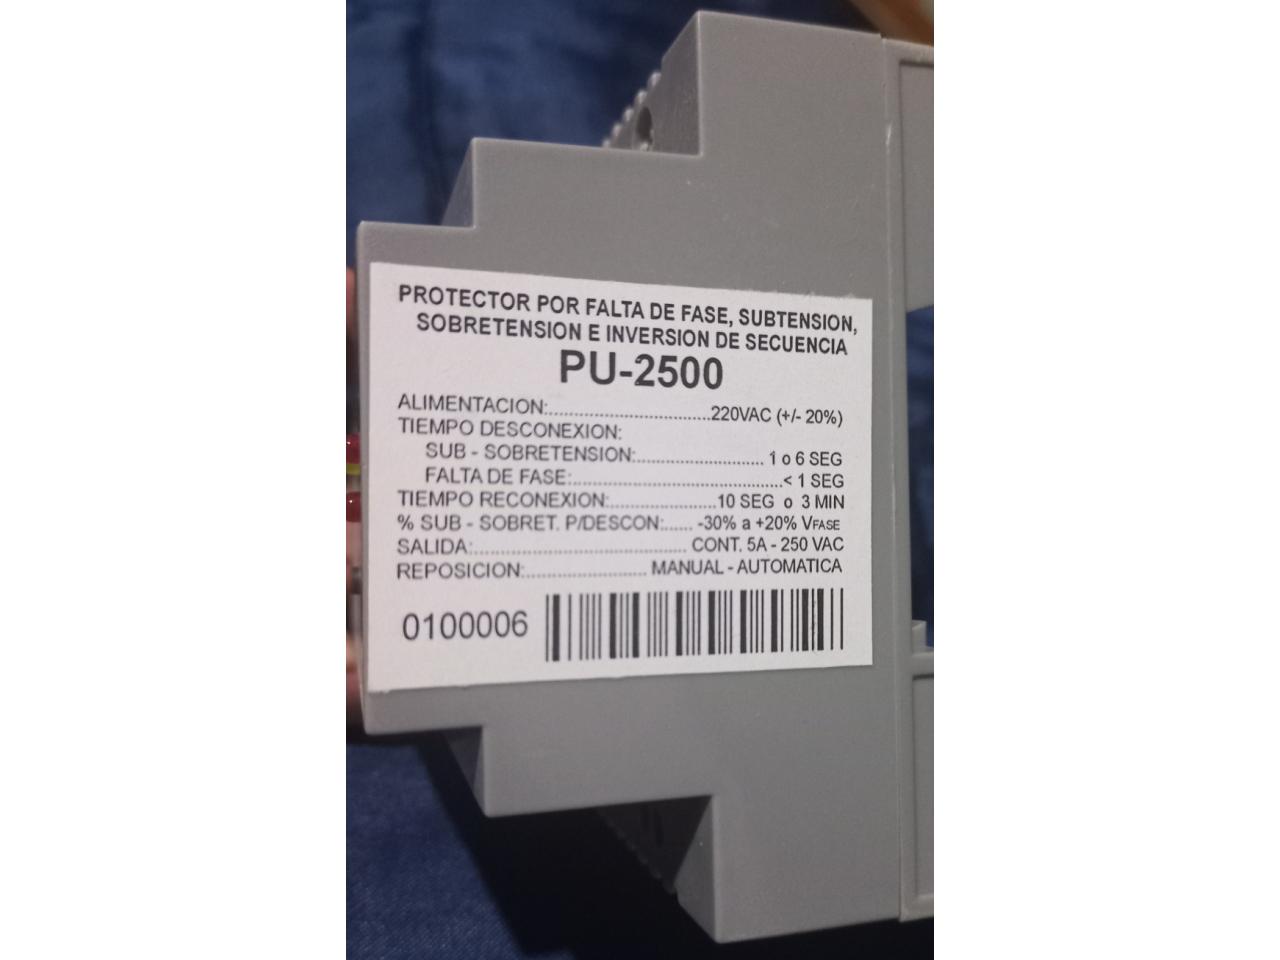 PROTECTOR POR FALTA DE FASE, SUBTENSION,
SOBRETENSION E INVERSION DE SECUENCIA
PU-2500
ALIMENTACION:..............................220VAC (+/- 20%)
TIEMPO DESCONEXION:
SUB - SOBRETENSION:........................ 1 o 6 SEG
FALTA DE FASE:........................................< 1 SEG
TIEMPO RECONEXION:....................10 SEG o 3 MIN
% SUB - SOBRET. P/DESCON:...... -30% a +20% VFASE
SALIDA:........................................ CONT. 5A - 250 VAC
REPOSICION:....................... MANUAL - AUTOMATICA
0100006